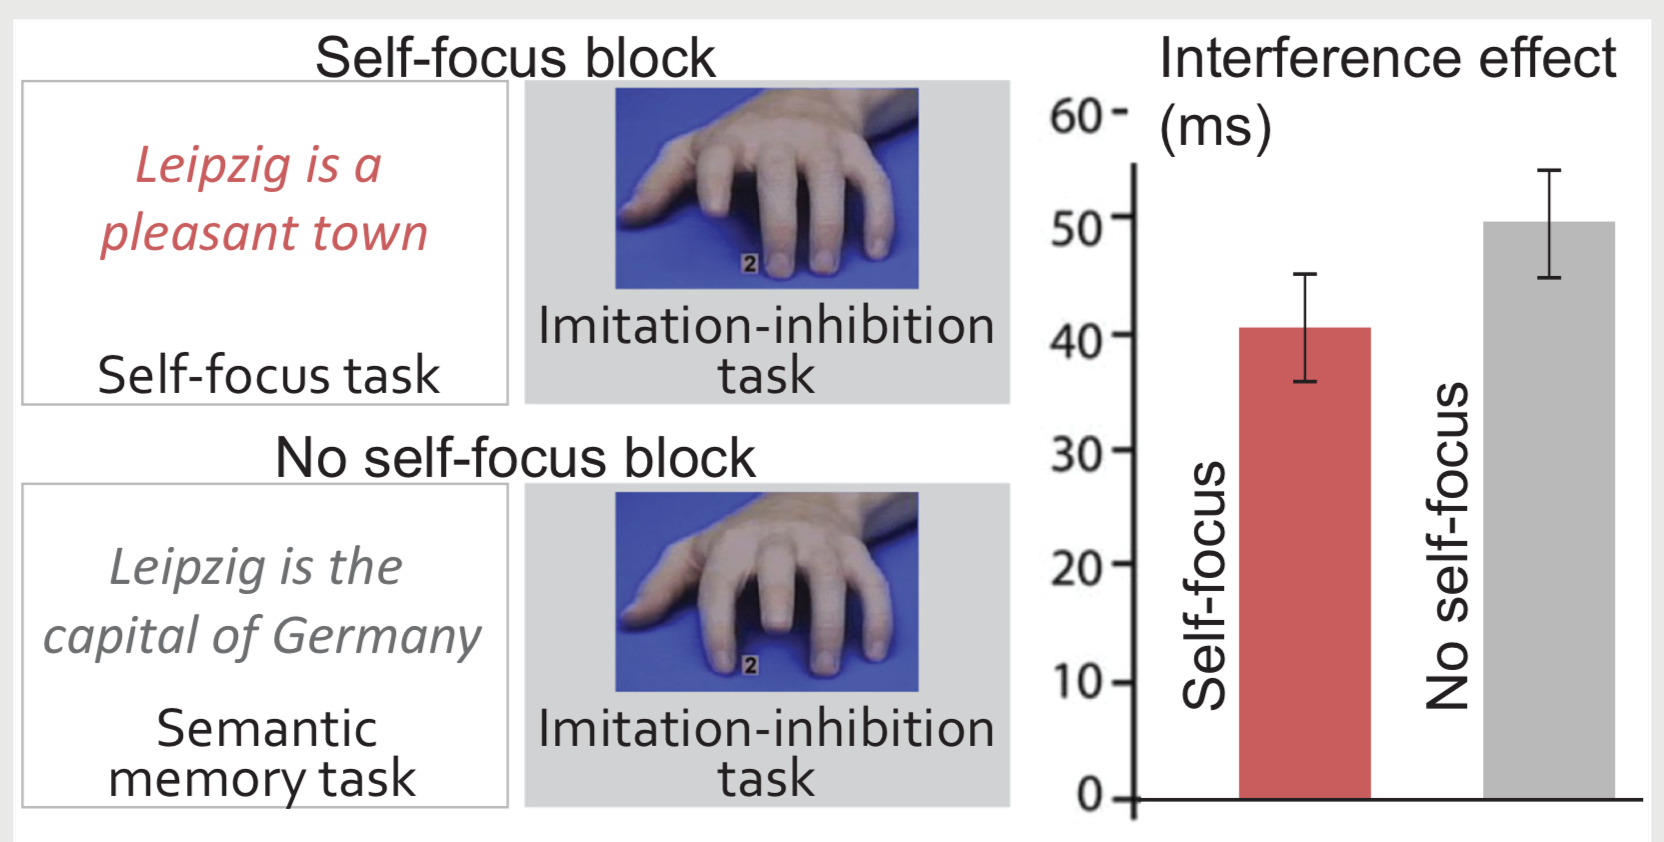 Self-focus block
Leipzig is a
pleasant town
Self-focus task
2
Imitation-inhibition
task
No self-focus block
Leipzig is the
capital of Germany
Semantic
memory task
2
Imitation-inhibition
task
Interference effect
(ms)
60
50
40
30
20
10
0
Self-focus
No self-focus